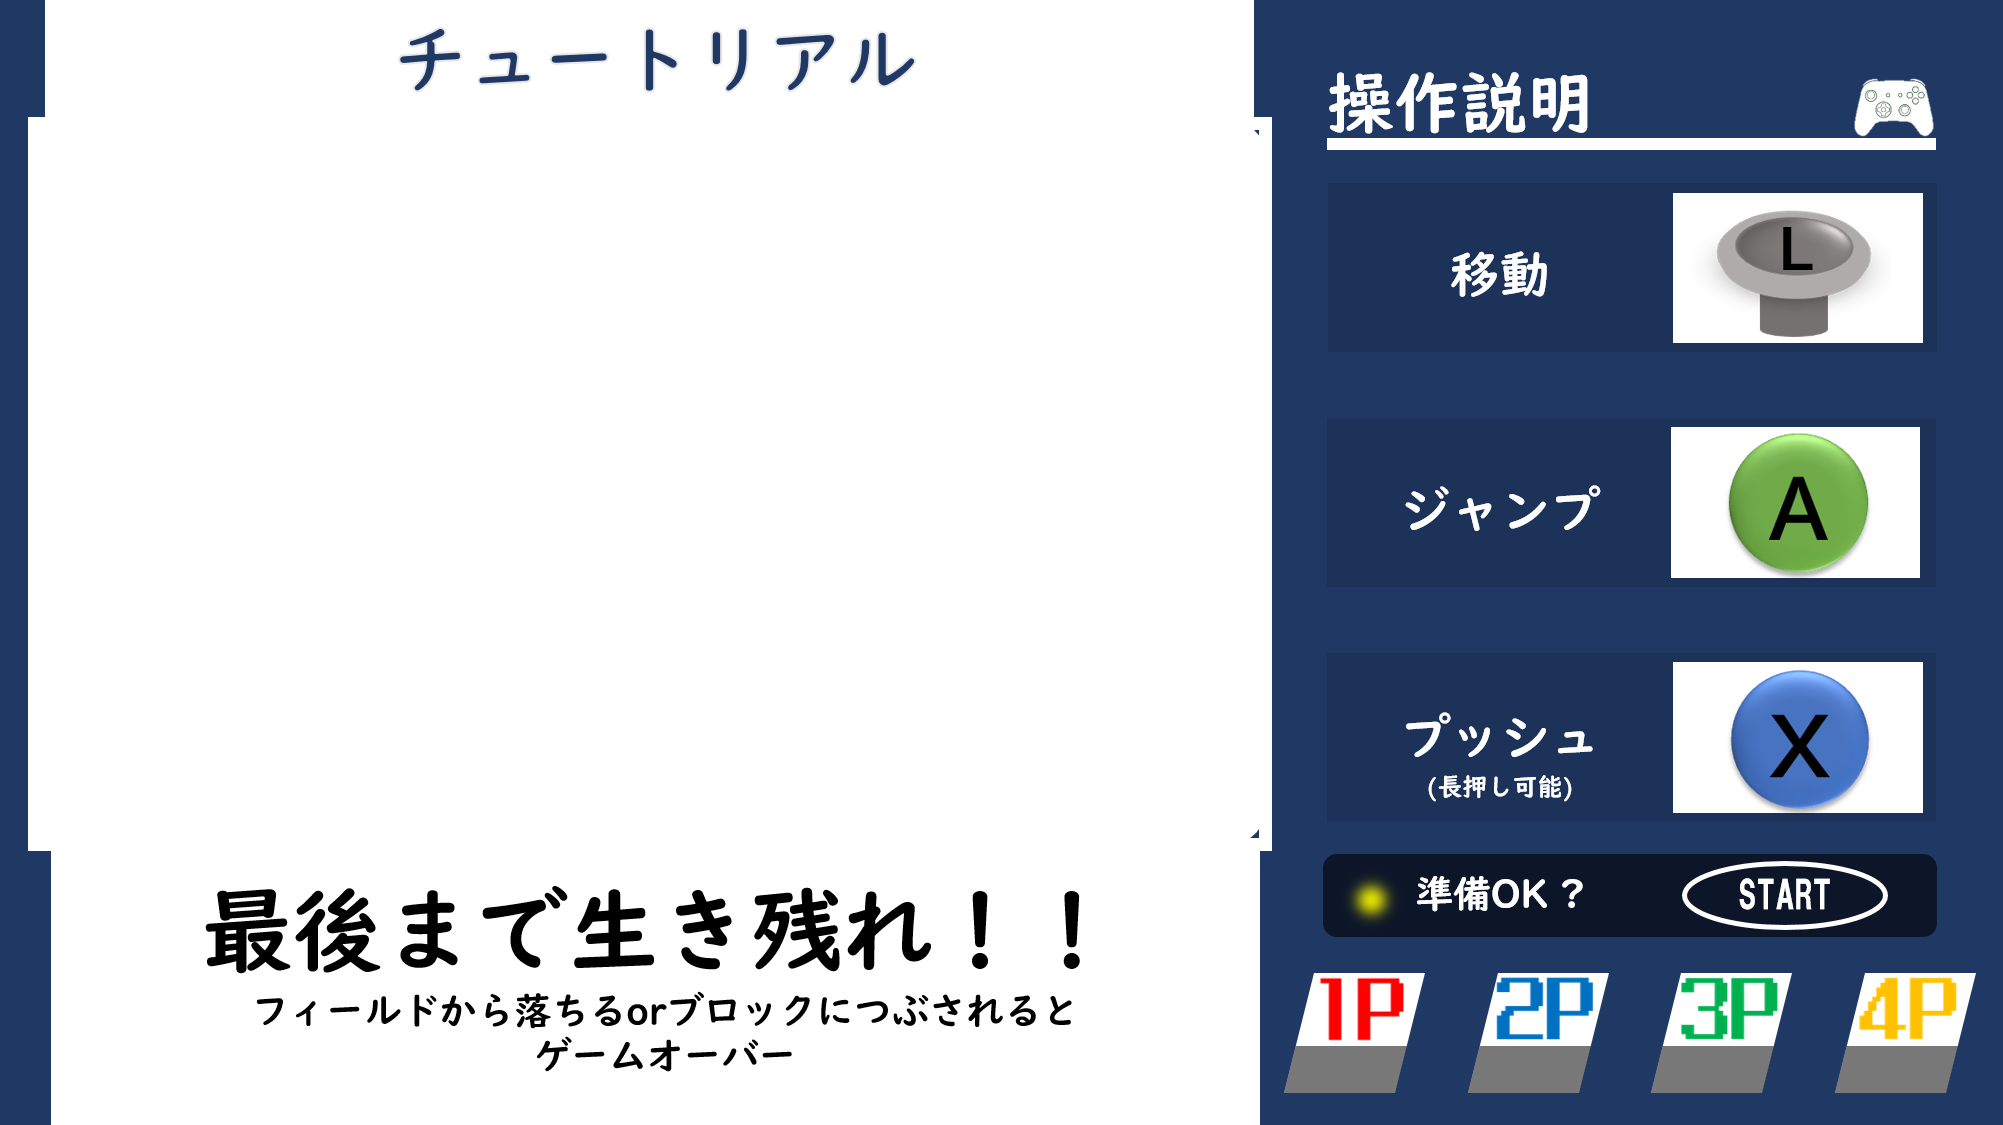 チュートリアル
最後まで生き残れ！！
フィールドから落ちるorブロックにつぶされると
ゲームオーバー
操作説明
移動
L
ジャンプ
A
プッシュ
(長押し可能)
X
準備OK？
START
1P
2P
3P
4P